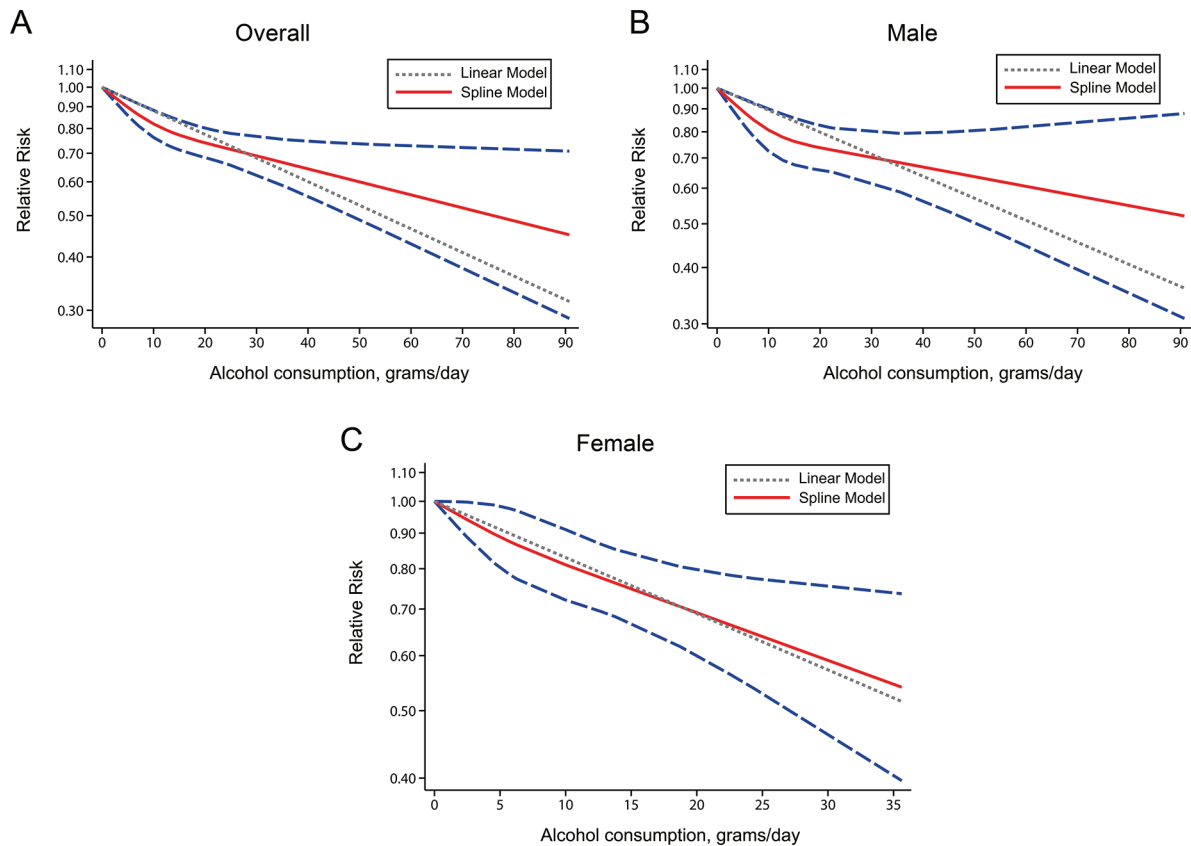 A
Overall
Linear Model
Spline Model
Relative Risk
1.10
1.00
0.90
0.80
0.70
0.60
0.50
0.40
0.30
0 10 20 30 40 50 60 70 80 90
Alcohol consumption, grams/day
B
Male
Linear Model
Spline Model
Relative Risk
1.10
1.00
0.90
0.80
0.70
0.60
0.50
0.40
0.30
0 10 20 30 40 50 60 70 80 90
Alcohol consumption, grams/day
C
Female
Linear Model
Spline Model
Relative Risk
1.10
1.00
0.90
0.80
0.70
0.60
0.50
0.40
0 5 10 15 20 25 30 35
Alcohol consumption, grams/day